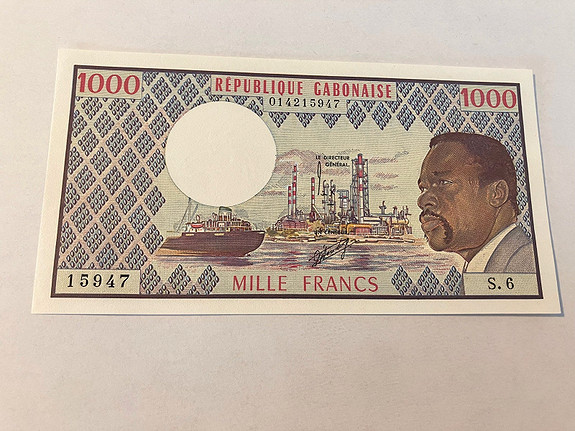 1000
RÉPUBLIQUE GABONAISE
014215947
1000
LE DIRECTEUR
GÉNÉRAL
15947
MILLE FRANCS
S.6